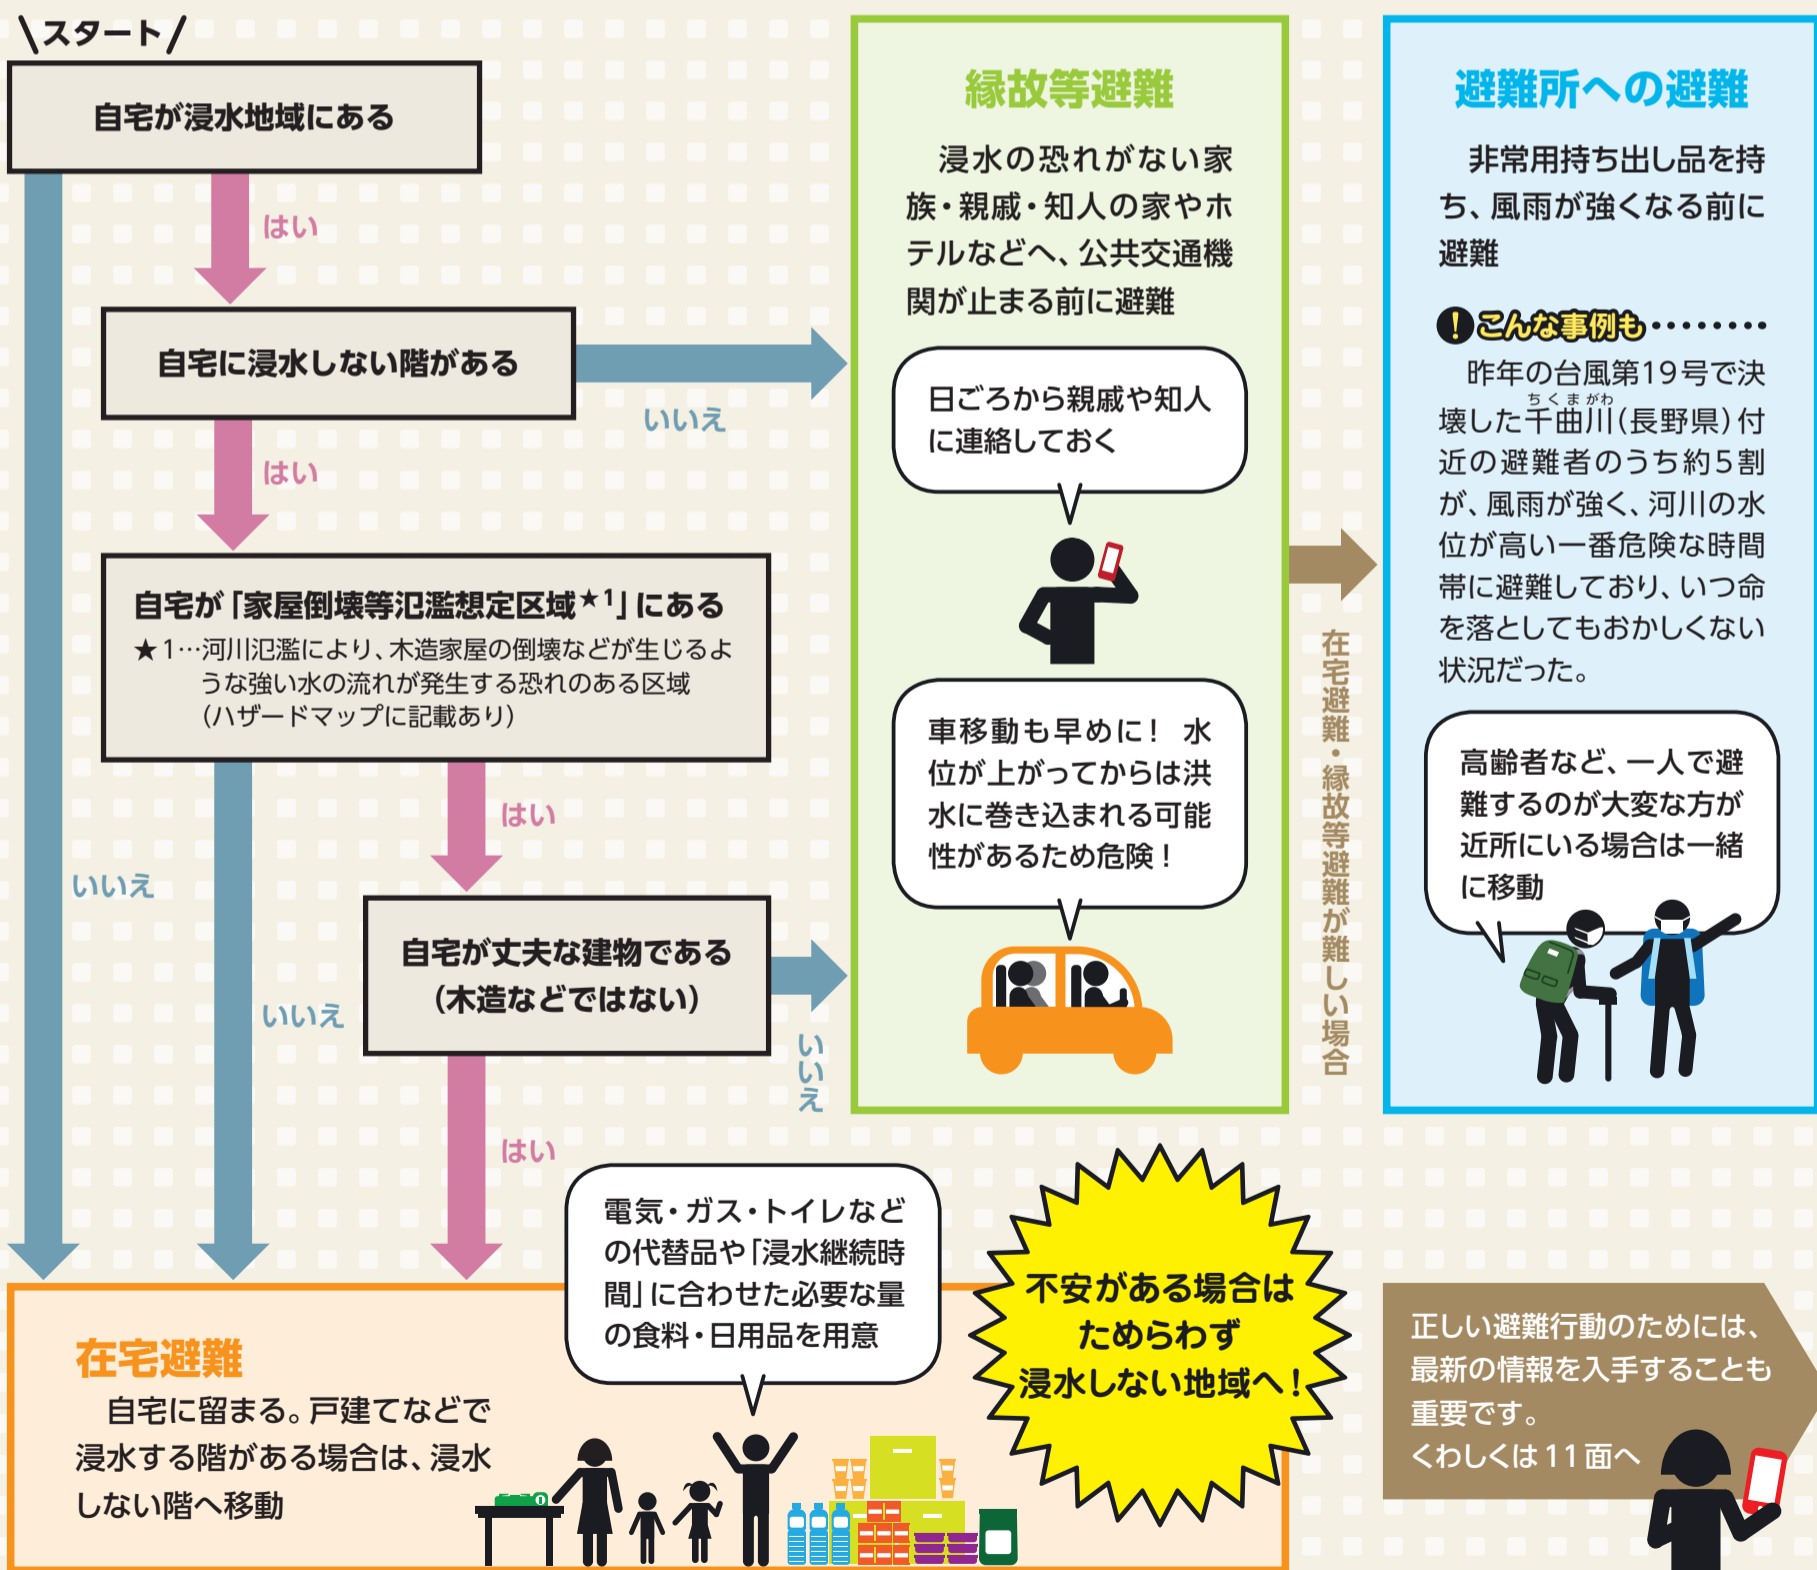 スタート
自宅が浸水地域にある
はい
自宅に浸水しない階がある
いいえ
はい
自宅が「家屋倒壊等氾濫想定区域★1」にある
★1…河川氾濫により、木造家屋の倒壊などが生じるよ
うな強い水の流れが発生する恐れのある区域
（ハザードマップに記載あり）
はい
いいえ
いいえ
自宅が丈夫な建物である
（木造などではない）
いいえ
はい
縁故等避難
浸水の恐れがない家
族・親戚・知人の家やホ
テルなどへ、公共交通機
関が止まる前に避難
日ごろから親戚や知人
に連絡しておく
車移動も早めに！ 水
位が上がってからは洪
水に巻き込まれる可能
性があるため危険！
在宅避難・縁故等避難が難しい場合
避難所への避難
非常用持ち出し品を持
ち、風雨が強くなる前に
避難
！こんな事例も………
昨年の台風第19号で決
ちくまがわ
壊した千曲川（長野県）付
近の避難者のうち約5割
が、風雨が強く、河川の水
位が高い一番危険な時間
帯に避難しており、いつ命
を落としてもおかしくない
状況だった。
高齢者など、一人で避
難するのが大変な方が
近所にいる場合は一緒
に移動
在宅避難
自宅に留まる。戸建てなどで
浸水する階がある場合は、浸水
しない階へ移動
電気・ガス・トイレなど
の代替品や「浸水継続時
間」に合わせた必要な量
の食料・日用品を用意
不安がある場合は
ためらわず
浸水しない地域へ！
正しい避難行動のためには、
最新の情報を入手することも
重要です。
くわしくは11面へ